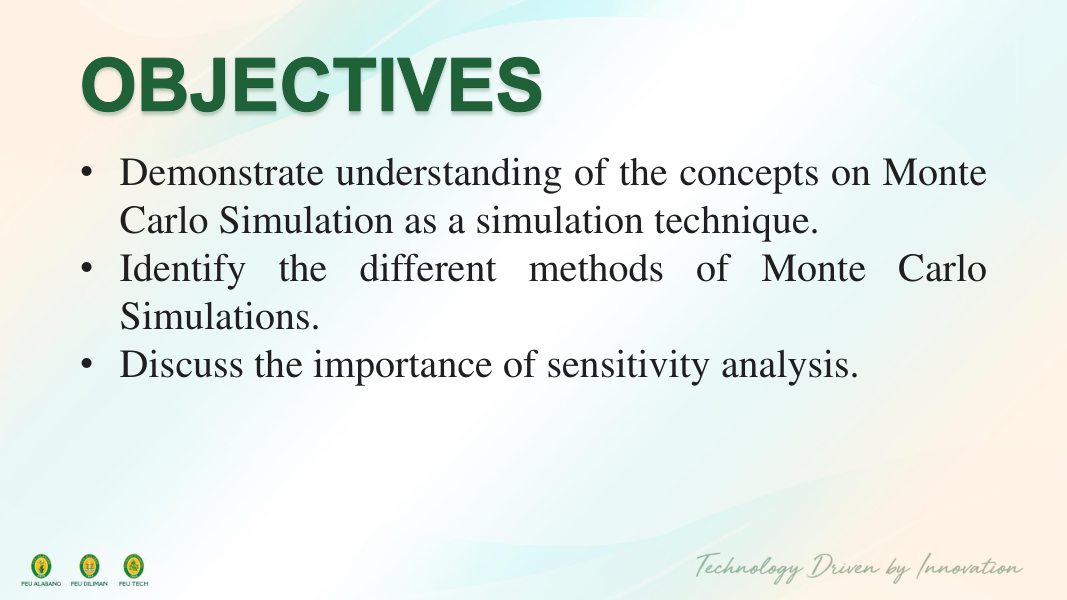 OBJECTIVES
• Demonstrate understanding of the concepts on Monte
Carlo Simulation as a simulation technique.
• Identify the different methods of Monte Carlo
Simulations.
• Discuss the importance of sensitivity analysis.
FEU ALABANG FEU DILIMAN FEU TECH
Technology Driven by Innovation